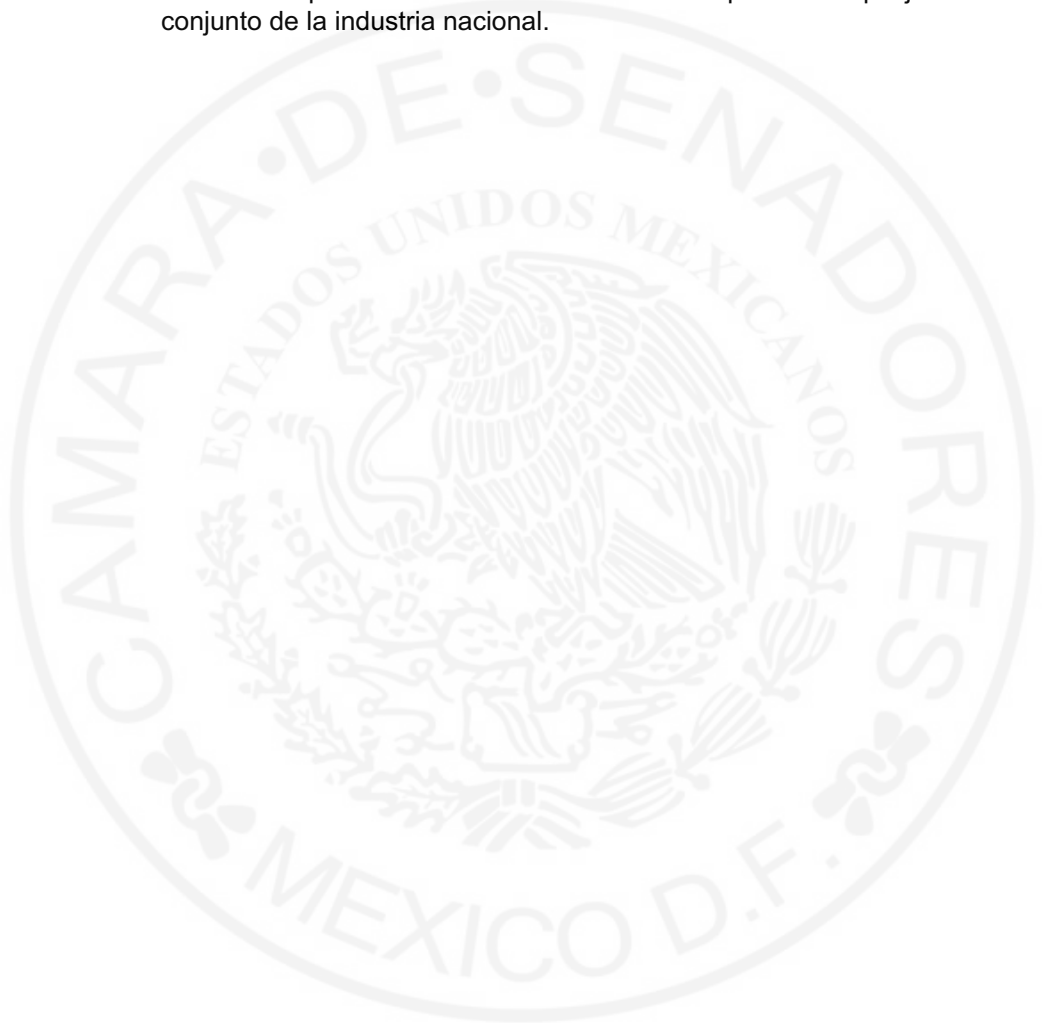 conjunto de la industria nacional.
CAMARA•DE•SENADORES
ESTADOS UNIDOS MEXICANOS
MEXICO D.F.